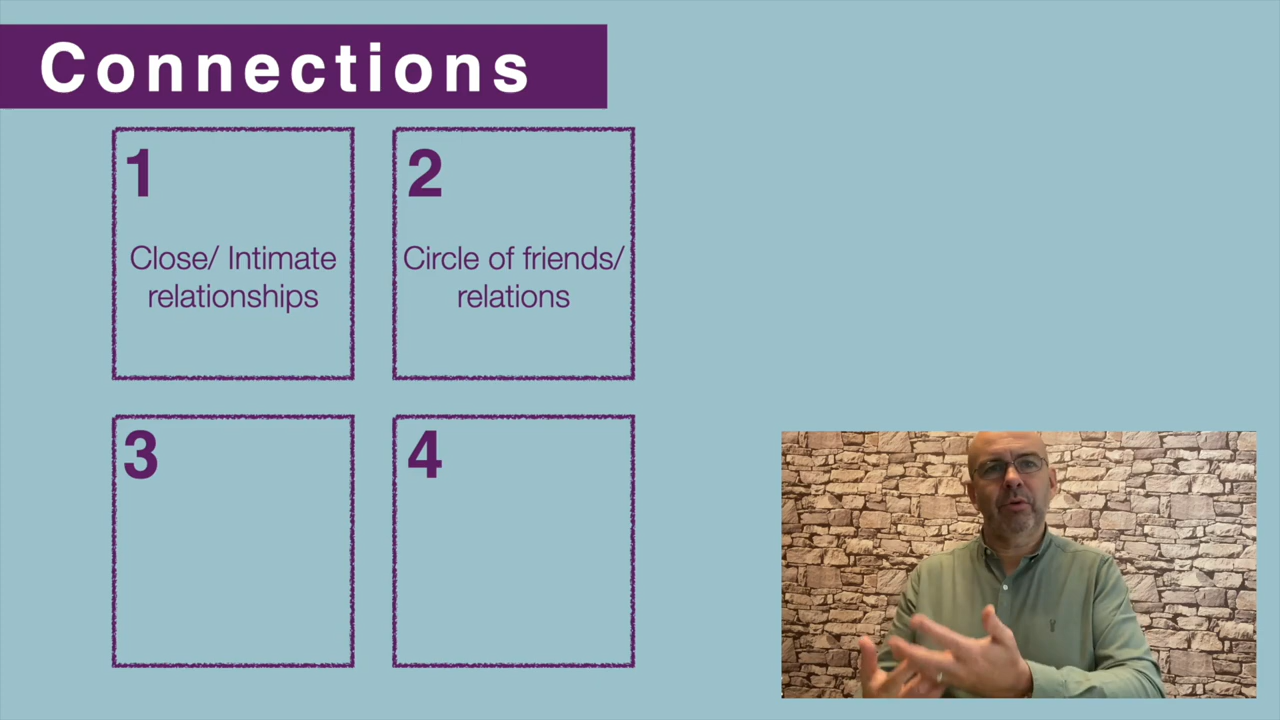 Connections
1
Close/ Intimate
relationships
2
Circle of friends/
relations
3
4